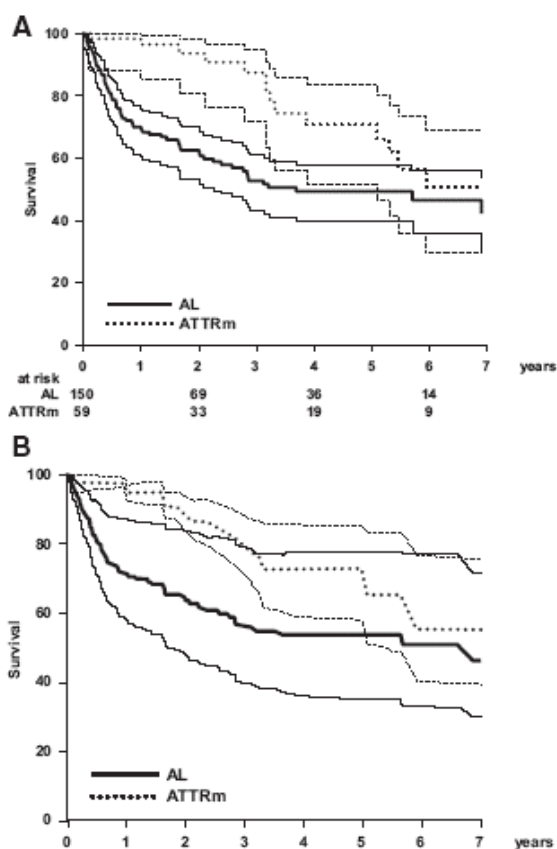 A
100
80
60
40
20
0
Survival
AL
ATTRm
0 1 2 3 4 5 6 7 years
at risk
AL 150 69 36 14
ATTRm 59 33 19 9
B
100
80
60
40
20
0
Survival
AL
ATTRm
0 1 2 3 4 5 6 7 years